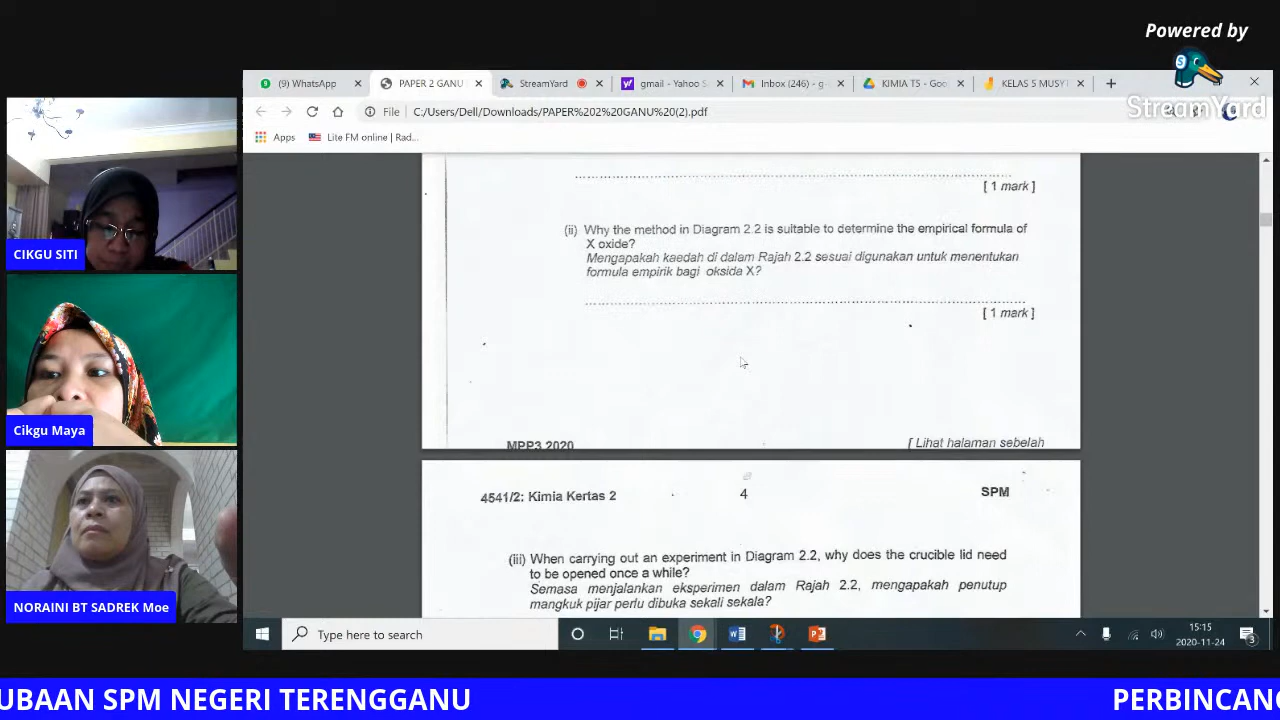 Powered by
StreamYard
(9) WhatsApp
PAPER 2 GANU
StreamYard
gmail - Yahoo S
Inbox (246) - g-
KIMIA T5 - Goo
KELAS 5 MUSYT
File
C:/Users/Dell/Downloads/PAPER%202%20GANU%20(2).pdf
Apps
Lite FM online | Rad...
[ 1 mark ]
(ii) Why the method in Diagram 2.2 is suitable to determine the empirical formula of
X oxide?
Mengapakah kaedah di dalam Rajah 2.2 sesuai digunakan untuk menentukan
formula empirik bagi oksida X?
[ 1 mark ]
MPP3 2020
[ Lihat halaman sebelah
4541/2: Kimia Kertas 2
4
SPM
(iii) When carrying out an experiment in Diagram 2.2, why does the crucible lid need
to be opened once a while?
Semasa menjalankan eksperimen dalam Rajah 2.2, mengapakah penutup
mangkuk pijar perlu dibuka sekali sekala?
CIKGU SITI
Cikgu Maya
NORAINI BT SADREK Moe
Type here to search
15:15
2020-11-24
3
UBAAN SPM NEGERI TERENGGANU
PERBINCANG